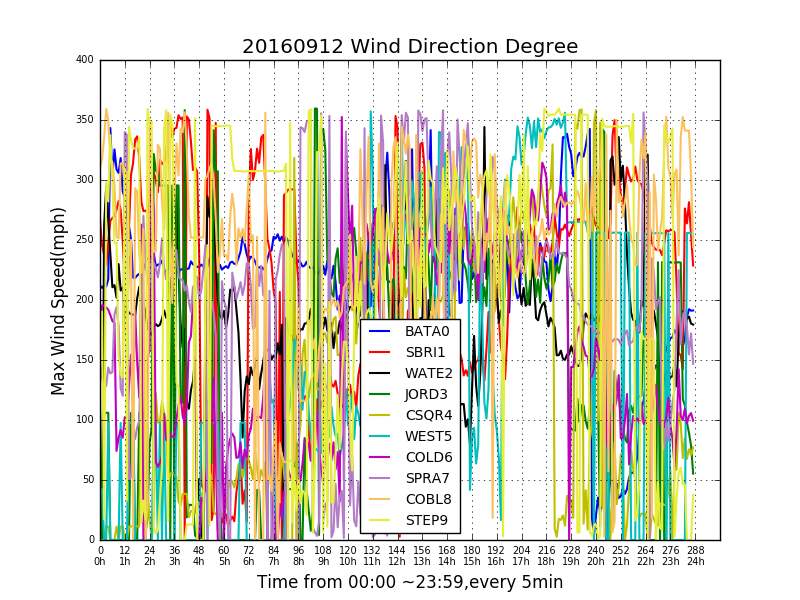 20160912 Wind Direction Degree
400
350
300
250
200
150
100
50
0
Max Wind Speed(mph)
BATA0
SBRI1
WATE2
JORD3
CSQR4
WEST5
COLD6
SPRA7
COBL8
STEP9
0 12 24 36 48 60 72 84 96 108 120 132 144 156 168 180 192 204 216 228 240 252 264 276 288
0h 1h 2h 3h 4h 5h 6h 7h 8h 9h 10h 11h 12h 13h 14h 15h 16h 17h 18h 19h 20h 21h 22h 23h 24h
Time from 00:00 ~23:59,every 5min